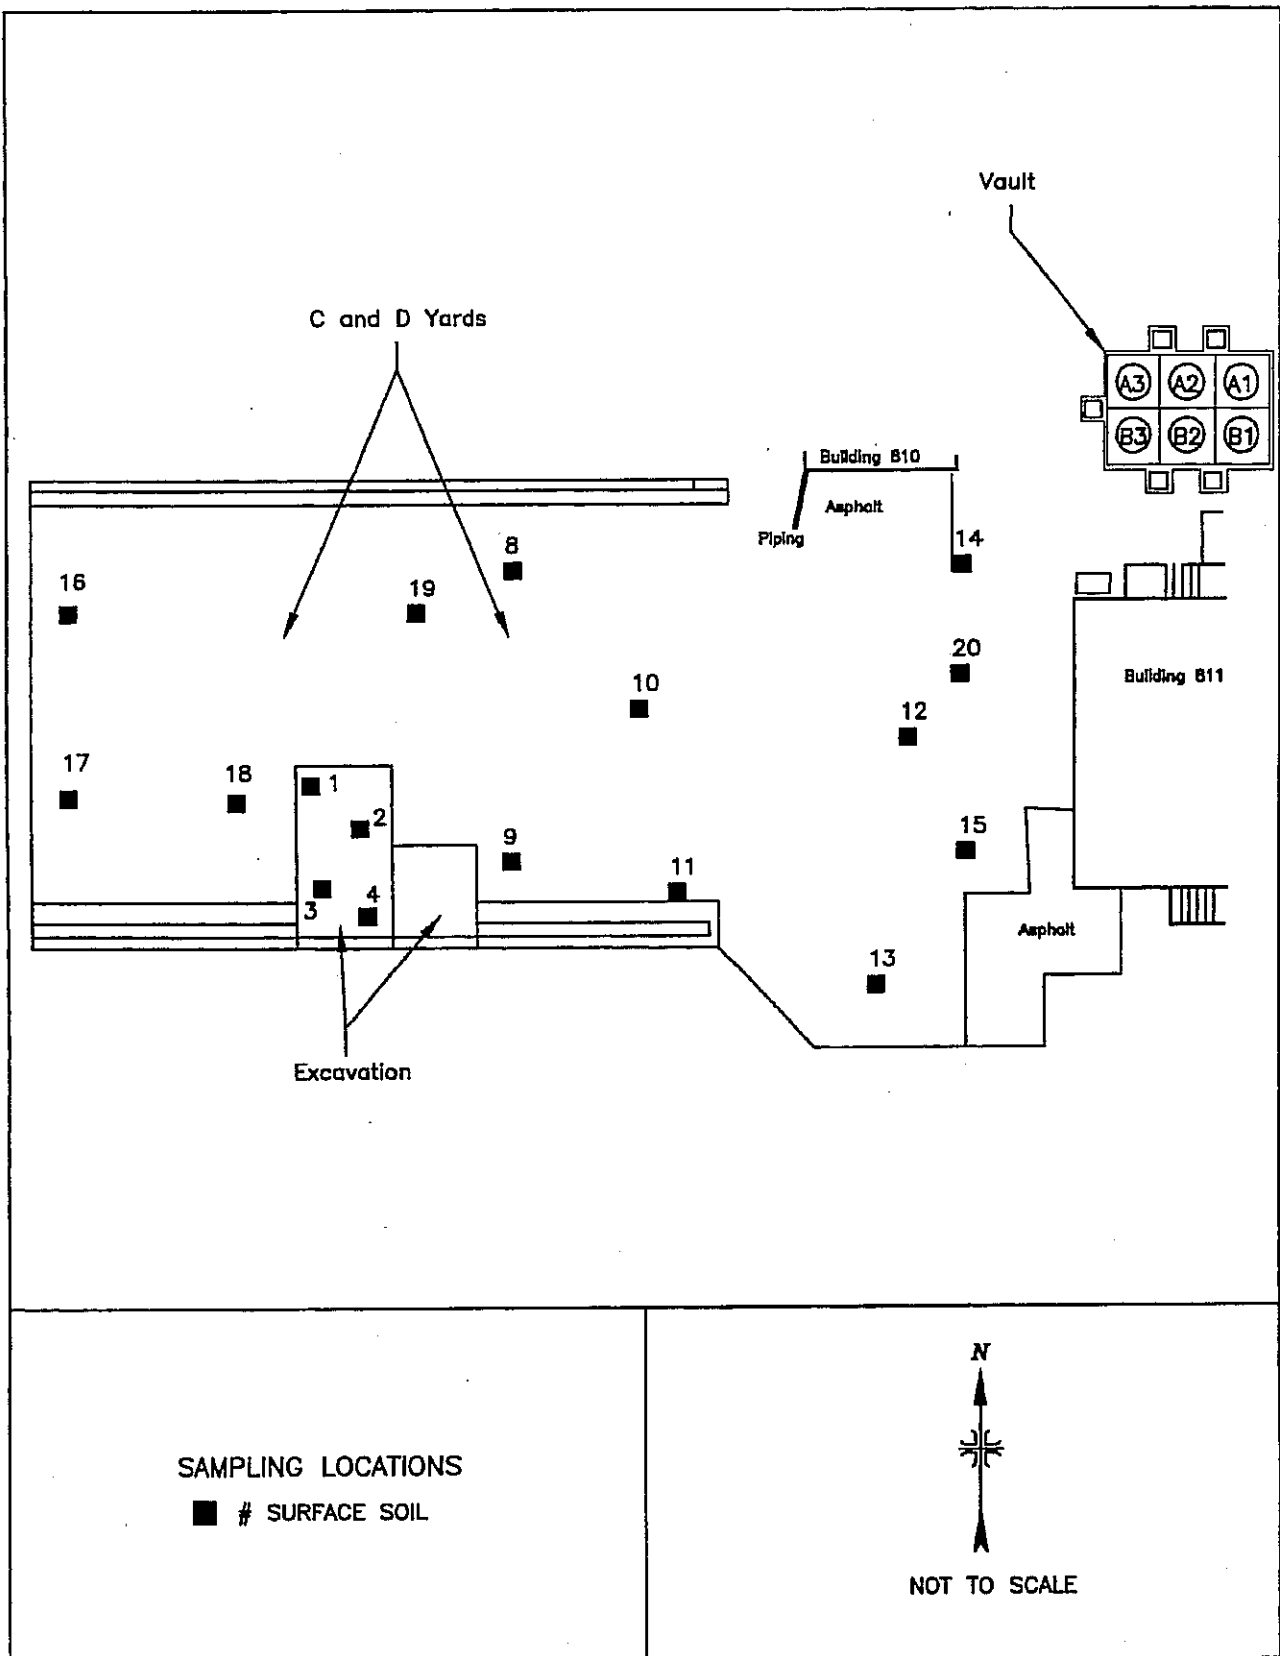 Vault
C and D Yards
A3 A2 A1
B3 B2 B1
Building 810
Asphalt
Piping
14
8
16
19
20
Building 811
10
12
17
18
1
2
15
9
11
3
4
Asphalt
13
Excavation
N
SAMPLING LOCATIONS
# SURFACE SOIL
NOT TO SCALE